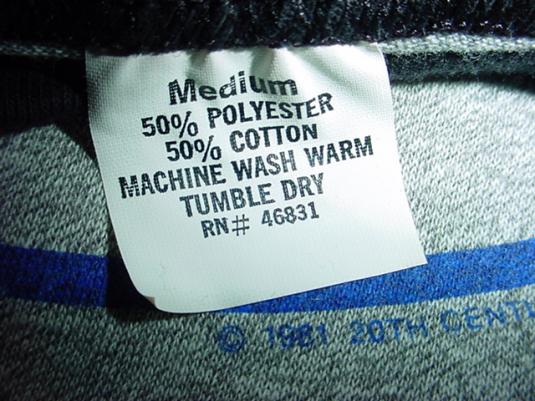 Medium
50% POLYESTER
50% COTTON
MACHINE WASH WARM
TUMBLE DRY
RN# 46831
© 1981 20TH CENT